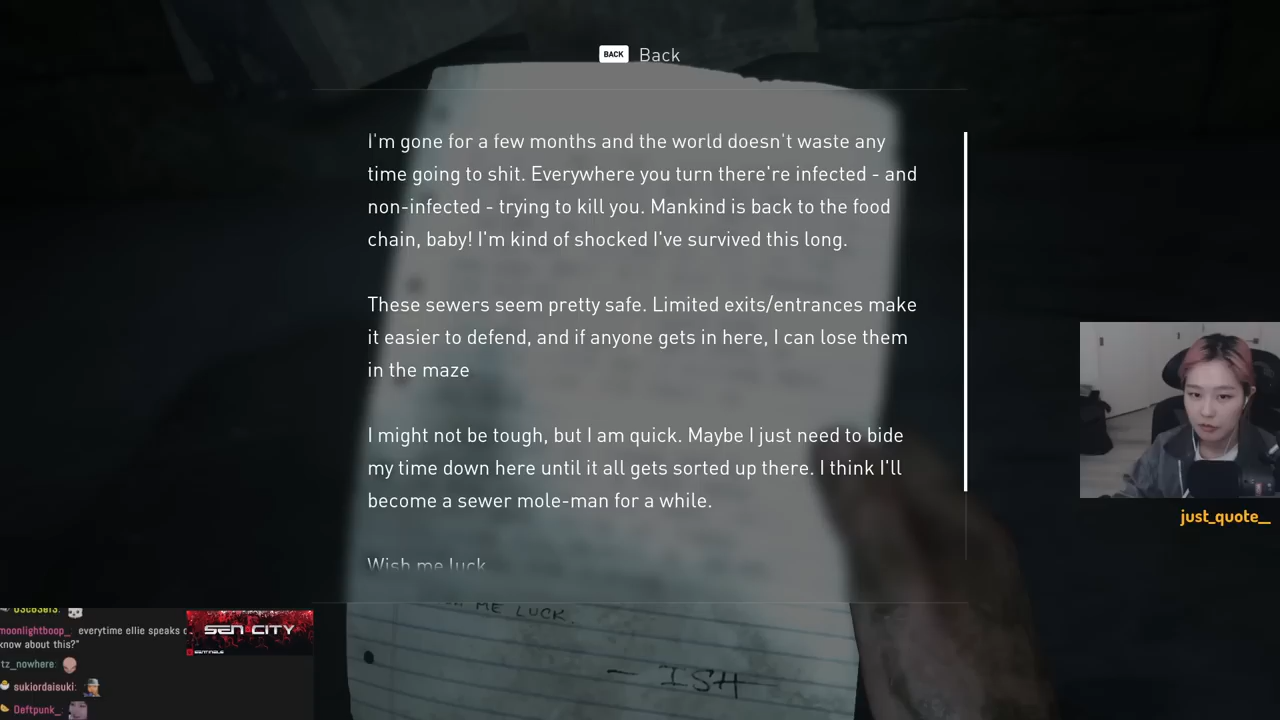 BACK Back
I'm gone for a few months and the world doesn't waste any
time going to shit. Everywhere you turn there're infected - and
non-infected - trying to kill you. Mankind is back to the food
chain, baby! I'm kind of shocked I've survived this long.
These sewers seem pretty safe. Limited exits/entrances make
it easier to defend, and if anyone gets in here, I can lose them
in the maze
I might not be tough, but I am quick. Maybe I just need to bide
my time down here until it all gets sorted up there. I think I'll
become a sewer mole-man for a while.
Wish me luck
ME LUCK.
- ISH
just_quote__
moonlightboop_: everytime ellie speaks
know about this?"
tz_nowhere:
sukiordaisuki:
Deftpunk_:
SEN CITY
SENTINELS